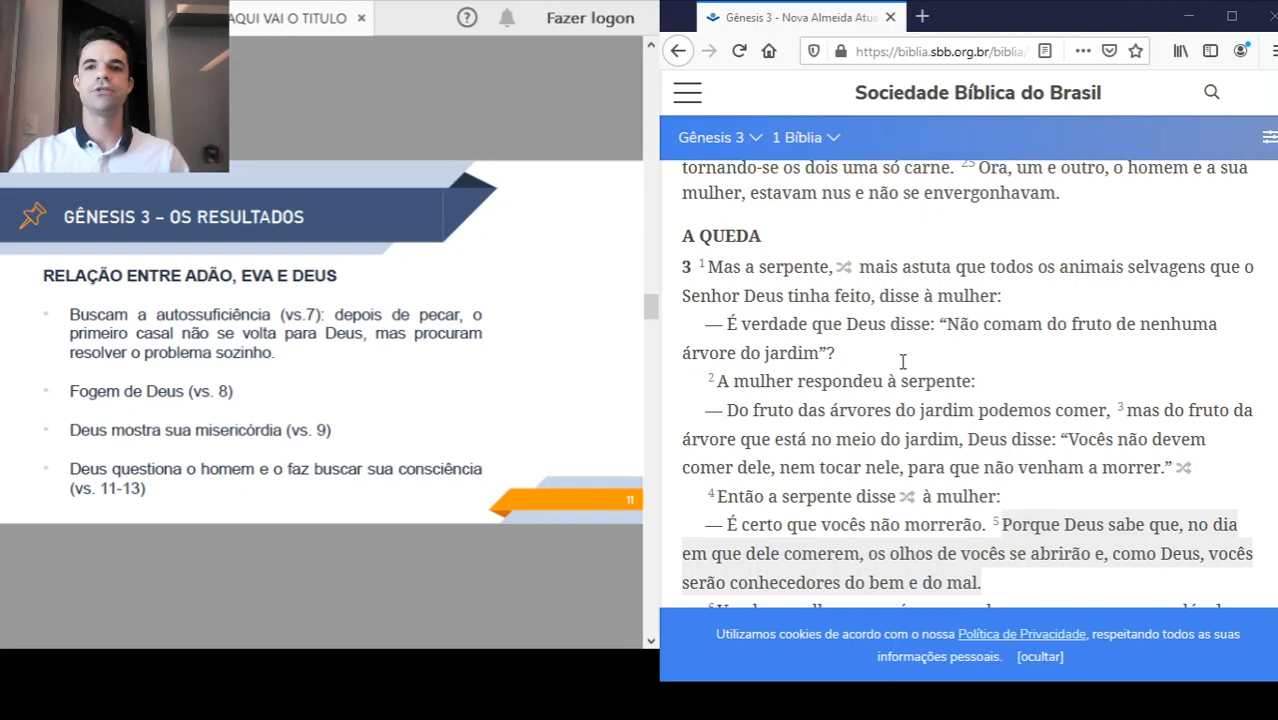 AQUI VAI O TITULO ×
? Fazer logon
GÊNESIS 3 – OS RESULTADOS
RELAÇÃO ENTRE ADÃO, EVA E DEUS
Buscam a autossuficiência (vs.7): depois de pecar, o
primeiro casal não se volta para Deus, mas procuram
resolver o problema sozinho.
Fogem de Deus (vs. 8)
Deus mostra sua misericórdia (vs. 9)
Deus questiona o homem e o faz buscar sua consciência
(vs. 11-13)
11
Gênesis 3 - Nova Almeida Atua
https://biblia.sbb.org.br/biblia/
Sociedade Bíblica do Brasil
Gênesis 3 1 Bíblia
tornando-se os dois uma só carne. 25 Ora, um e outro, o homem e a sua
mulher, estavam nus e não se envergonhavam.
A QUEDA
3 1 Mas a serpente, mais astuta que todos os animais selvagens que o
Senhor Deus tinha feito, disse à mulher:
— É verdade que Deus disse: “Não comam do fruto de nenhuma
árvore do jardim”?
2 A mulher respondeu à serpente:
— Do fruto das árvores do jardim podemos comer, 3 mas do fruto da
árvore que está no meio do jardim, Deus disse: “Vocês não devem
comer dele, nem tocar nele, para que não venham a morrer.”
4 Então a serpente disse à mulher:
— É certo que vocês não morrerão. 5 Porque Deus sabe que, no dia
em que dele comerem, os olhos de vocês se abrirão e, como Deus, vocês
serão conhecedores do bem e do mal.
Utilizamos cookies de acordo com o nossa Política de Privacidade, respeitando todos as suas
informações pessoais. [ocultar]